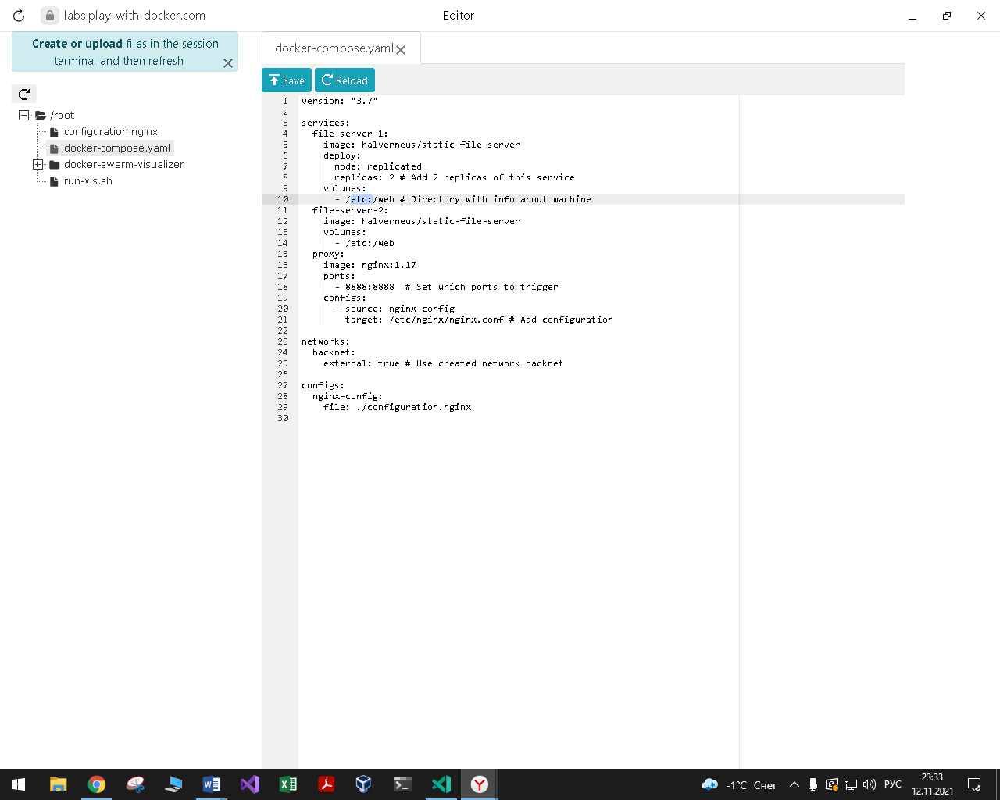 labs.play-with-docker.com
Editor
Create or upload files in the session
terminal and then refresh
docker-compose.yaml
Save
Reload
/root
configuration.nginx
docker-compose.yaml
docker-swarm-visualizer
run-vis.sh
1 version: "3.7"
2
3 services:
4 file-server-1:
5 image: halverneus/static-file-server
6 deploy:
7 mode: replicated
8 replicas: 2 # Add 2 replicas of this service
9 volumes:
10 - /etc:/web # Directory with info about machine
11 file-server-2:
12 image: halverneus/static-file-server
13 volumes:
14 - /etc:/web
15 proxy:
16 image: nginx:1.17
17 ports:
18 - 8888:8888 # Set which ports to trigger
19 configs:
20 - source: nginx-config
21 target: /etc/nginx/nginx.conf # Add configuration
22
23 networks:
24 backnet:
25 external: true # Use created network backnet
26
27 configs:
28 nginx-config:
29 file: ./configuration.nginx
30
-1°C Снег
РУС
23:33
12.11.2021